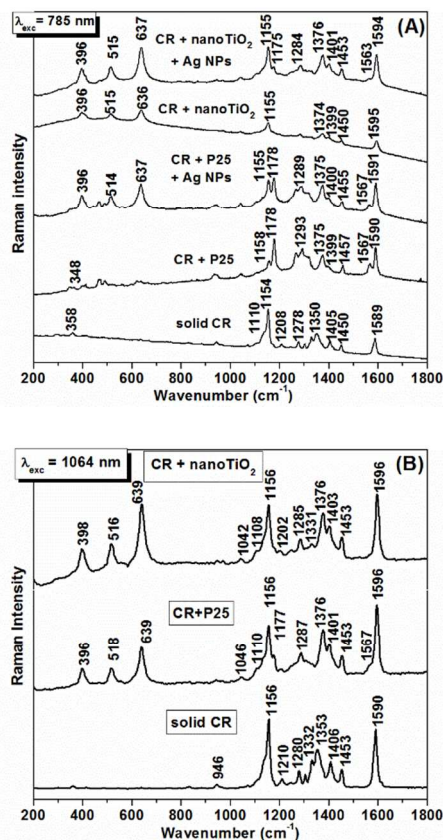 λexc = 785 nm
(A)
396 515 637 1155 1175 1284 1376 1401 1453 1563 1594
CR + nanoTiO2
+ Ag NPs
396 515 636 1155 1374 1399 1450 1595
CR + nanoTiO2
396 514 637 1155 1178 1289 1375 1400 1455 1567 1591
CR + P25
+ Ag NPs
348 1158 1178 1293 1375 1399 1457 1567 1590
CR + P25
358 1110 1154 1208 1278 1350 1405 1450 1589
solid CR
Raman intensity
200 400 600 800 1000 1200 1400 1600 1800
Wavenumber (cm-1)
λexc = 1064 nm
CR + nanoTiO2
(B)
398 516 639 1042 1108 1156 1202 1285 1331 1376 1403 1453 1596
CR+P25
396 518 639 1046 1110 1156 1177 1287 1376 1401 1453 1567 1596
solid CR
946 1156 1210 1280 1332 1353 1406 1453 1590
Raman Intensity
200 400 600 800 1000 1200 1400 1600 1800
Wavenumber (cm-1)